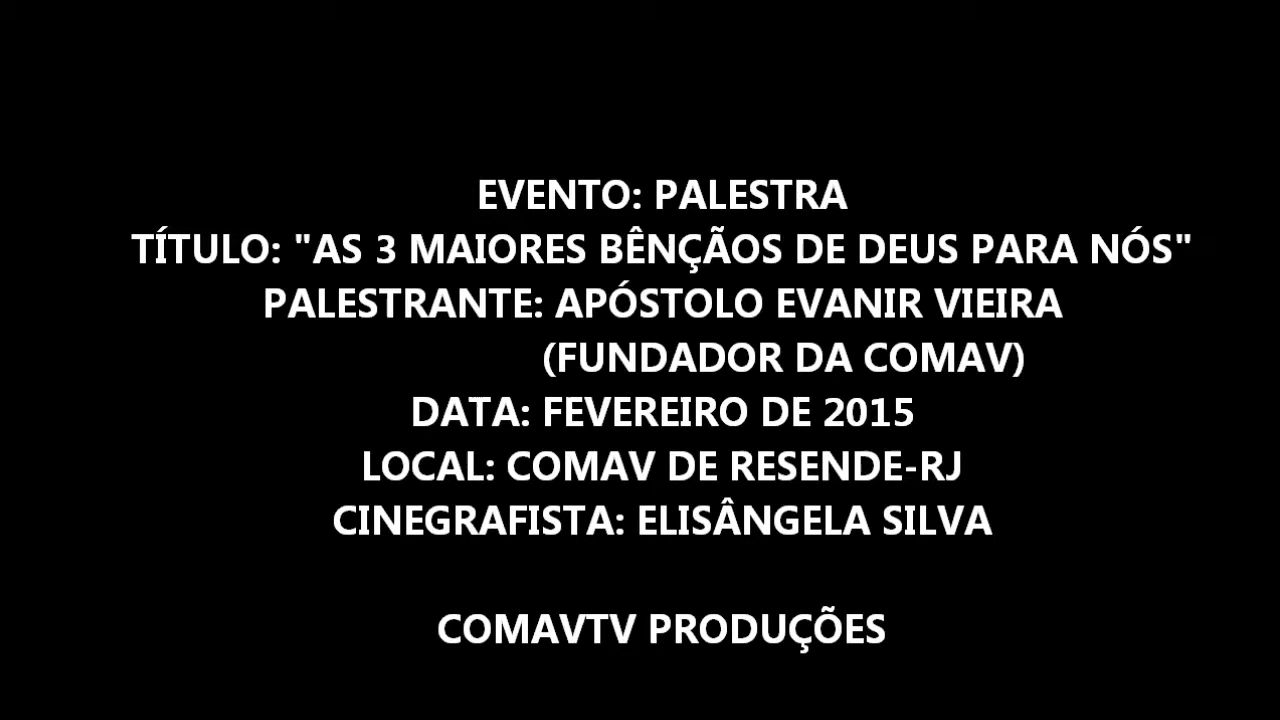 EVENTO: PALESTRA
TÍTULO: "AS 3 MAIORES BÊNÇÃOS DE DEUS PARA NÓS"
PALESTRANTE: APÓSTOLO EVANIR VIEIRA
(FUNDADOR DA COMAV)
DATA: FEVEREIRO DE 2015
LOCAL: COMAV DE RESENDE-RJ
CINEGRAFISTA: ELISÂNGELA SILVA
COMAVTV PRODUÇÕES